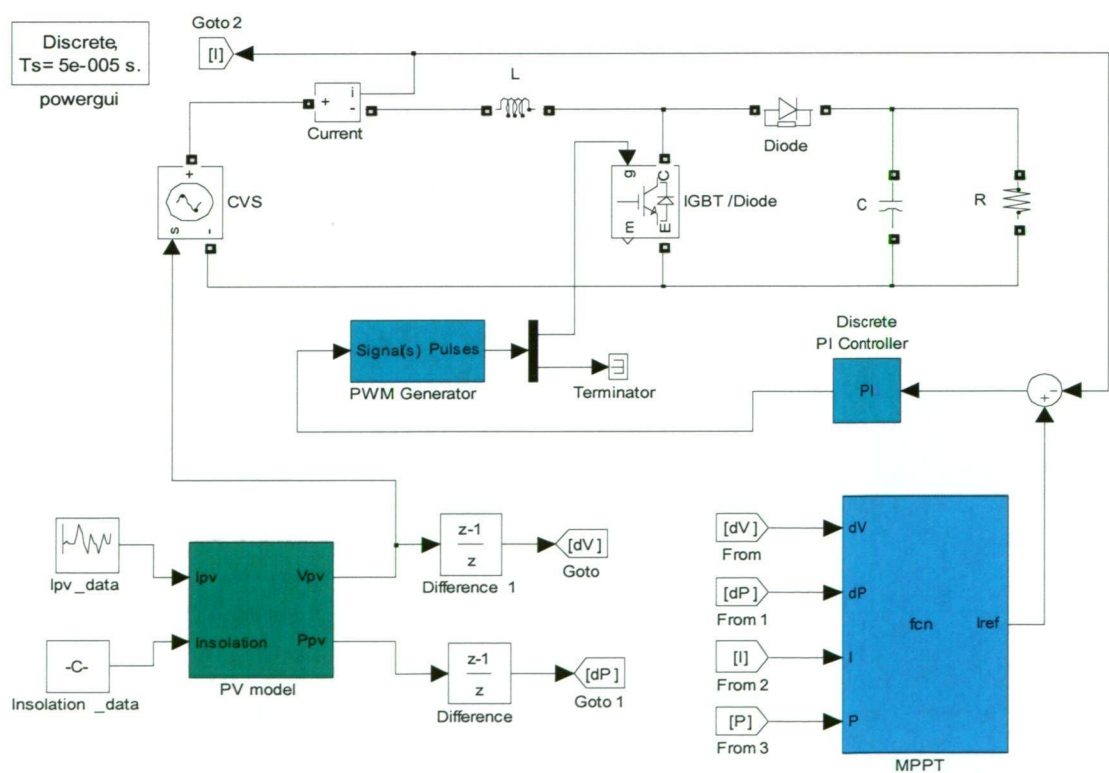 Goto 2
[I]
Discrete,
Ts= 5e-005 s.
powergui
+
i
-
Current
L
Diode
+
CVS
s
-
g
C
m
E
IGBT /Diode
C
R
Signal(s) Pulses
PWM Generator
Terminator
Discrete
PI Controller
PI
-
+
Ipv _data
-C-
Insolation _data
Ipv
Vpv
Insolation
Ppv
PV model
z-1
z
Difference 1
[dV]
Goto
z-1
z
Difference
[dP]
Goto 1
[dV]
From
[dP]
From 1
[I]
From 2
[P]
From 3
dV
dP
fcn
Iref
I
P
MPPT